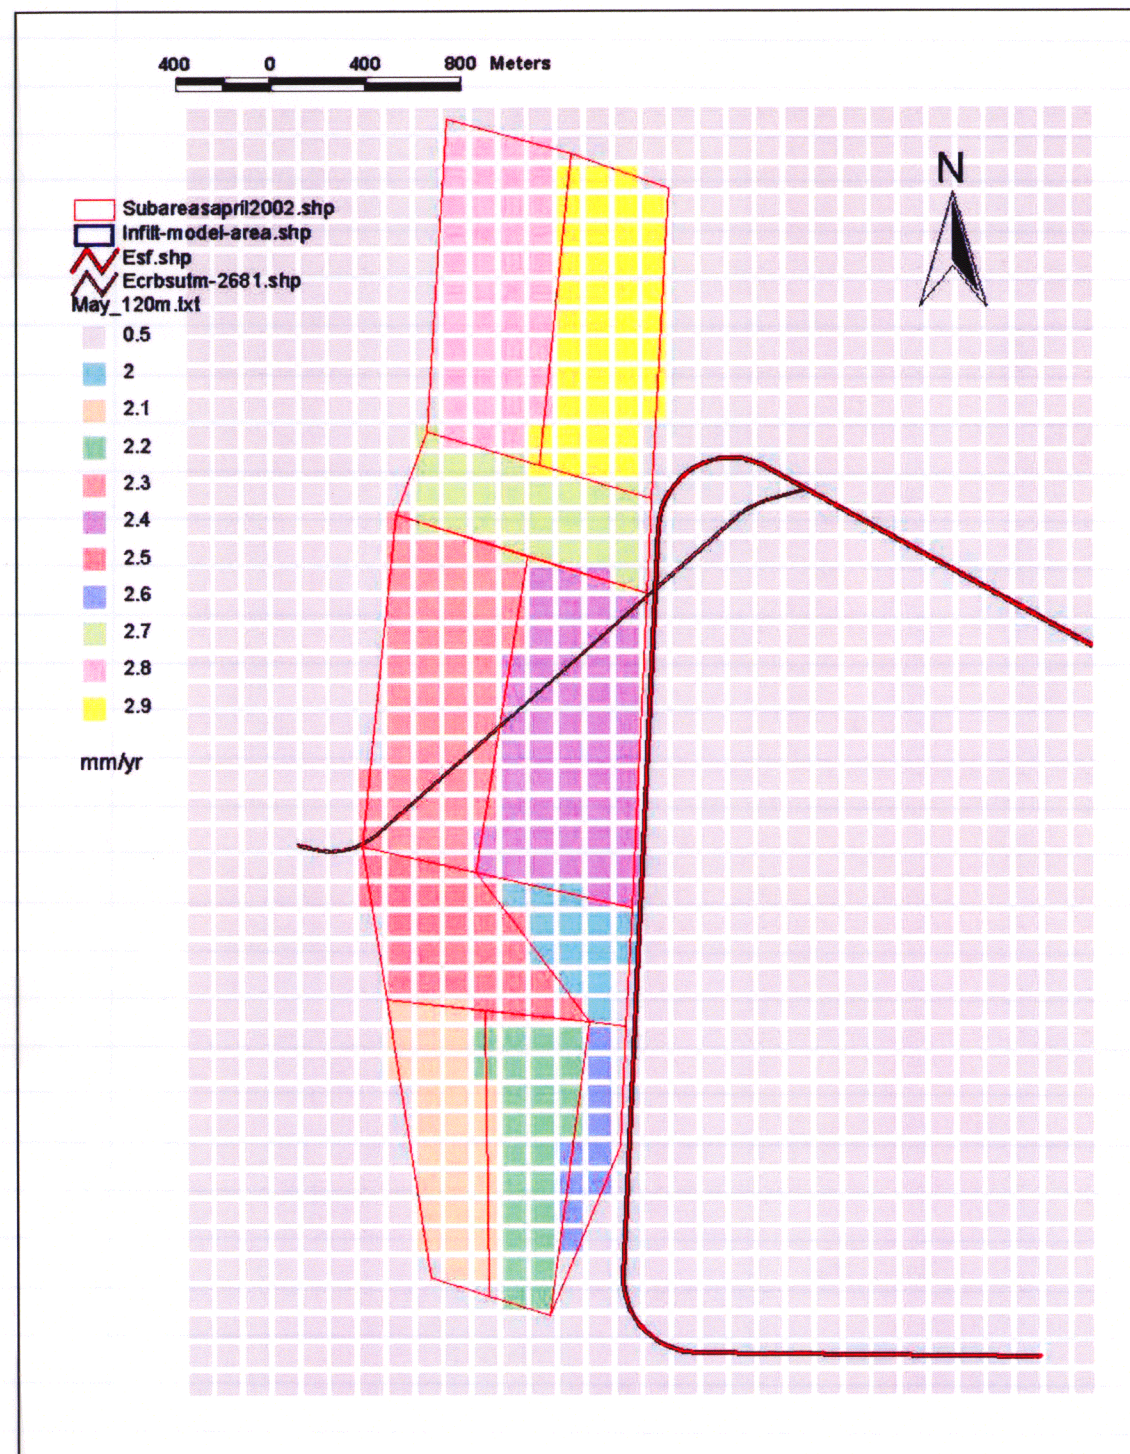 400 0 400 800 Meters
N
Subareasapril2002.shp
Infilt-model-area.shp
Esf.shp
Ecrbsutm-2681.shp
May_120m.txt
0.5
2
2.1
2.2
2.3
2.4
2.5
2.6
2.7
2.8
2.9
mm/yr